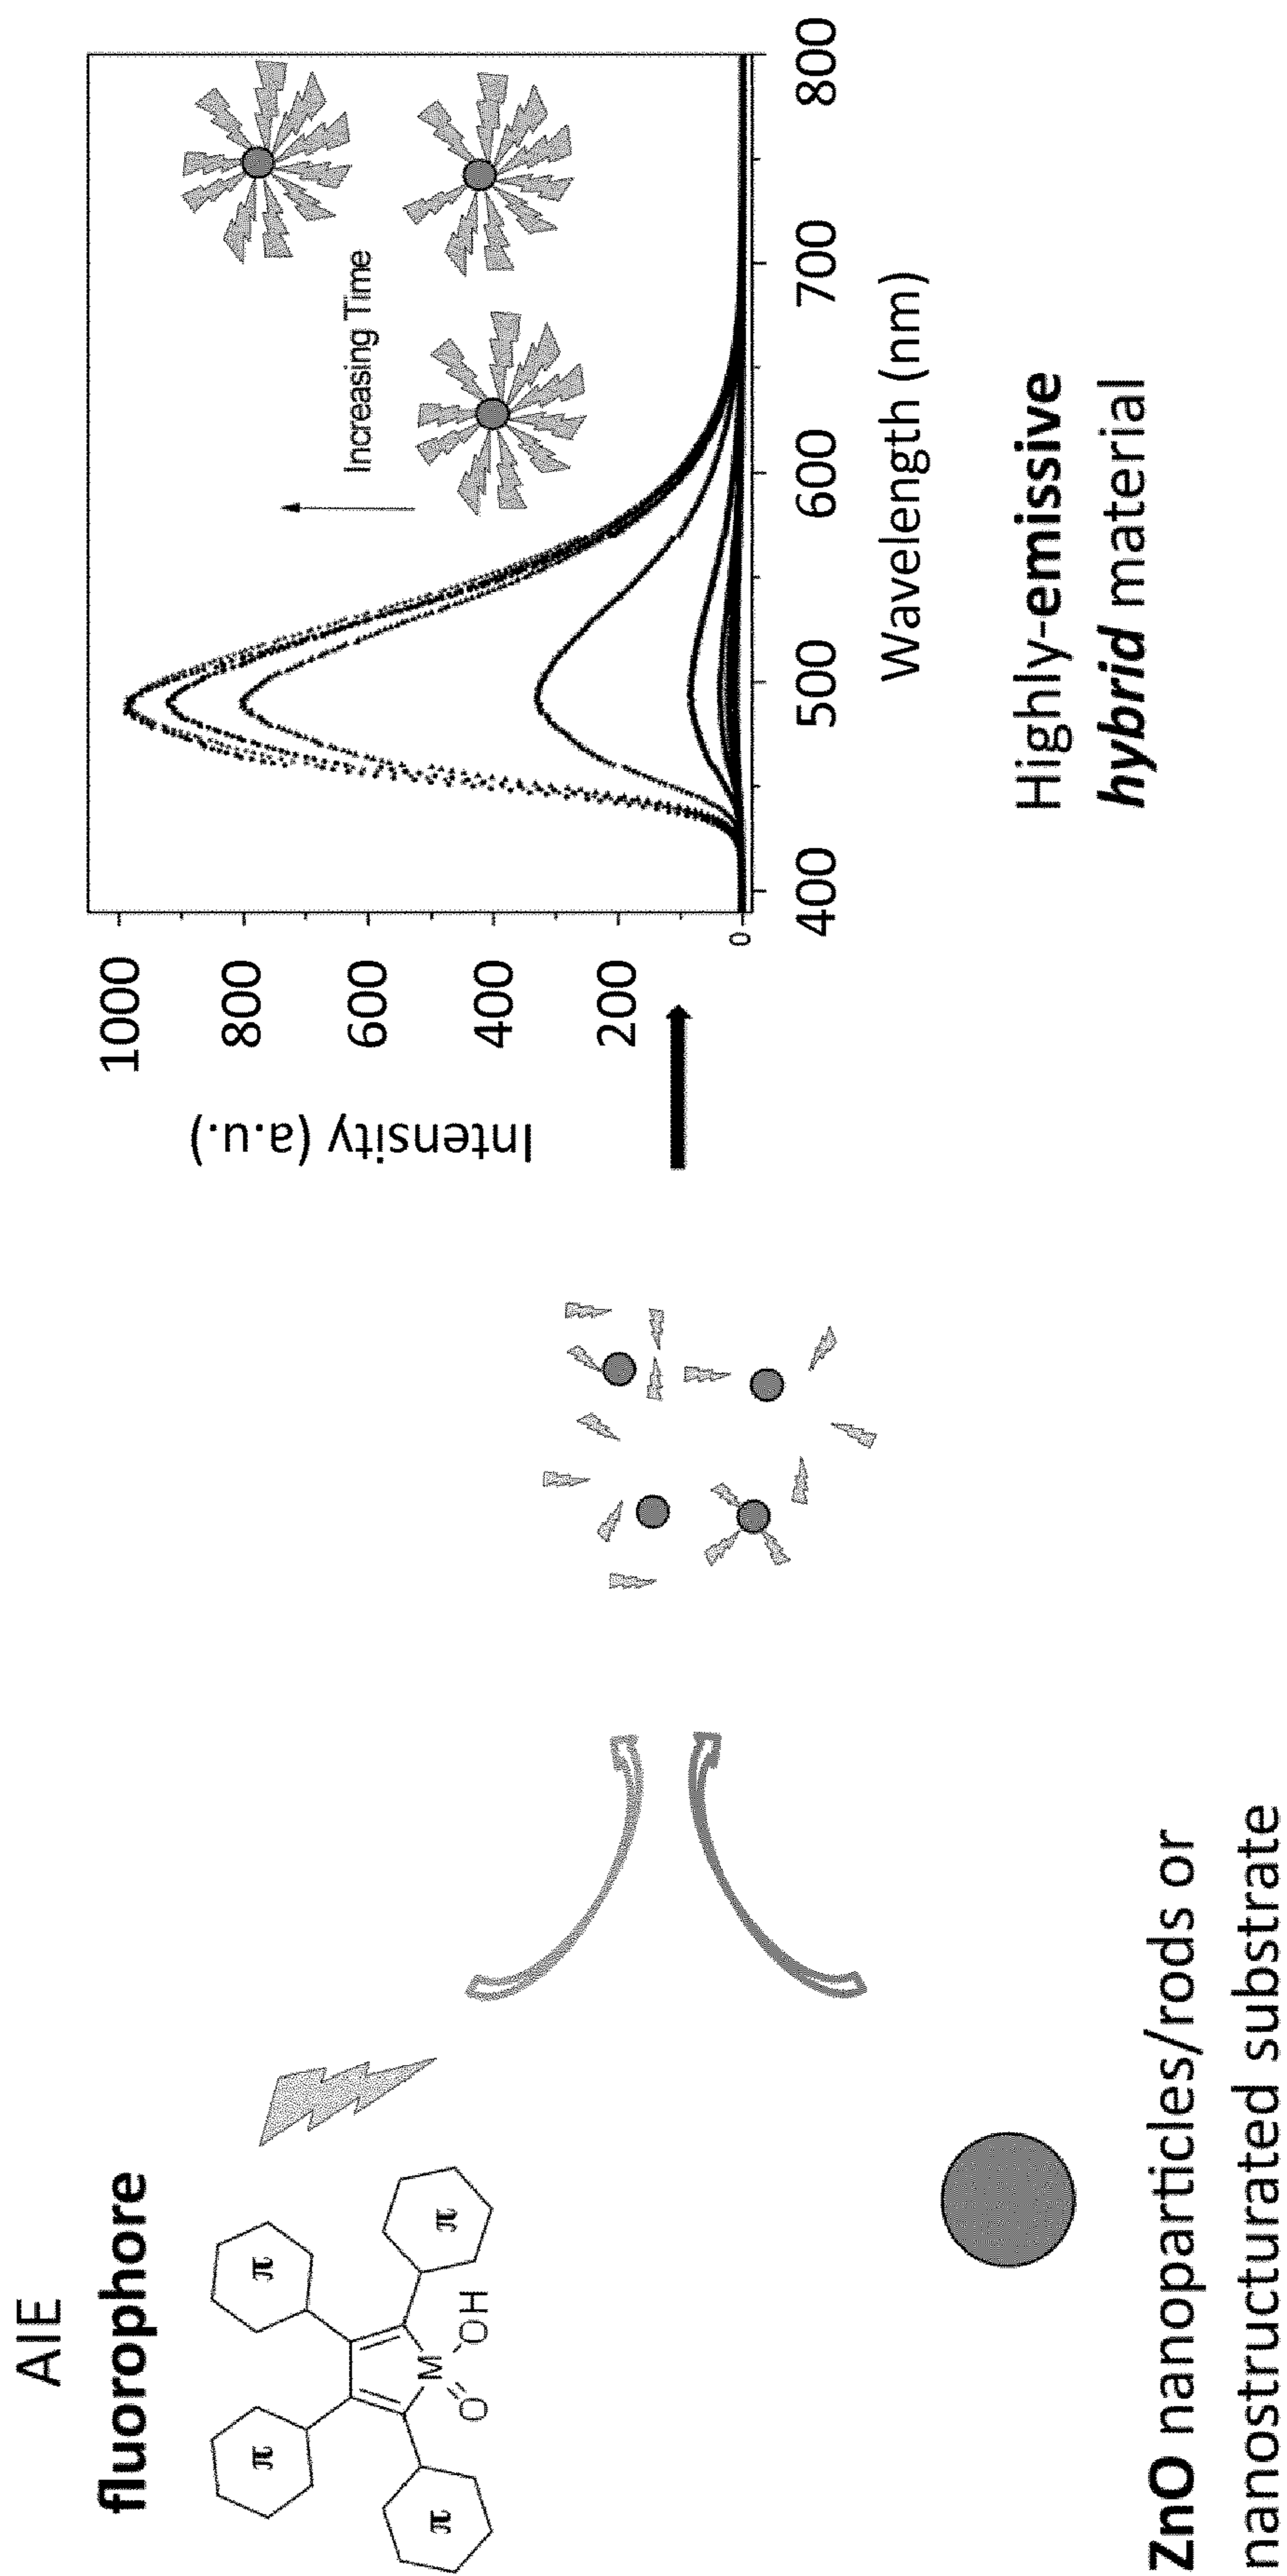 AIE
fluorophore
π
π
π
π
M
O
OH
ZnO nanoparticles/rods or
nanostructurated substrate
Intensity (a.u.)
1000
800
600
400
200
0
Increasing Time
400
500
600
700
800
Wavelength (nm)
Highly-emissive
hybrid material